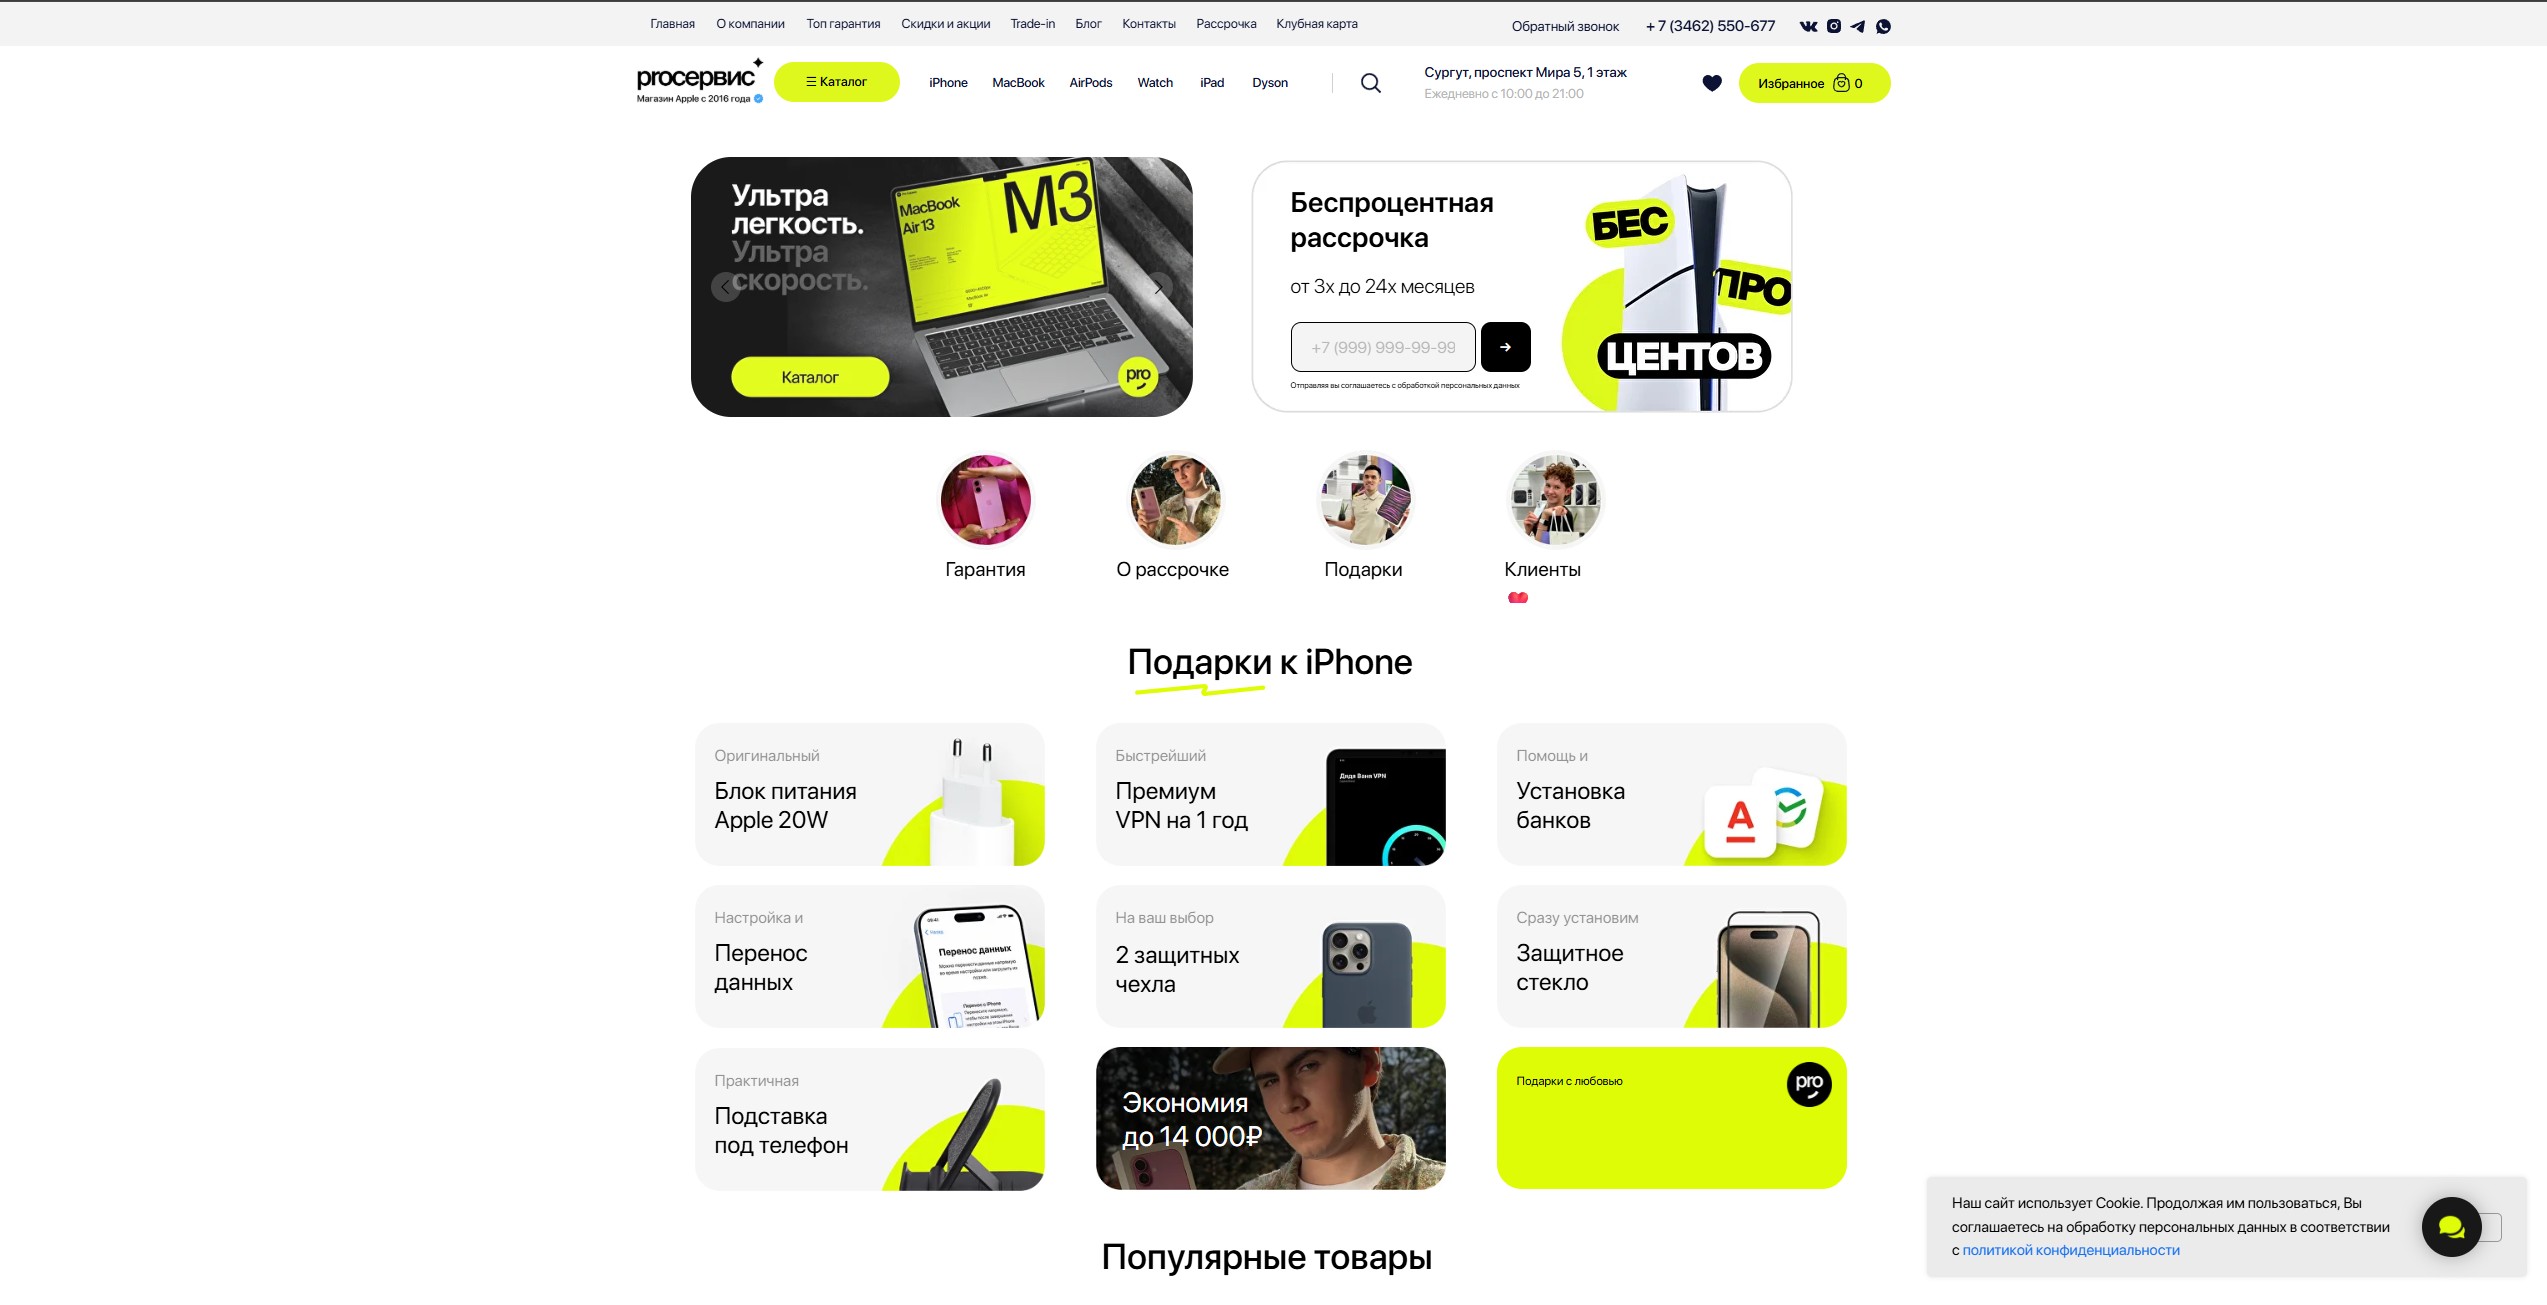 Главная О компании Топ гарантия Скидки и акции Trade-in Блог Контакты Рассрочка Клубная карта Обратный звонок + 7 (3462) 550-677
proсервис
Магазин Apple с 2016 года
Каталог iPhone MacBook AirPods Watch iPad Dyson
Сургут, проспект Мира 5, 1 этаж
Ежедневно с 10:00 до 21:00
Избранное 0
Ультра
легкость.
Ультра
скорость.
MacBook
Air 13
M3
Каталог
pro
Беспроцентная
рассрочка
от 3х до 24х месяцев
+7 (999) 999-99-99
Отправляя вы соглашаетесь с обработкой персональных данных
БЕС
ПРО
ЦЕНТОВ
Гарантия
О рассрочке
Подарки
Клиенты
Подарки к iPhone
Оригинальный
Блок питания
Apple 20W
Быстрейший
Премиум
VPN на 1 год
Дядя Ваня VPN
Помощь и
Установка
банков
А
Настройка и
Перенос
данных
09:41
Перенос данных
На ваш выбор
2 защитных
чехла
Сразу установим
Защитное
стекло
Практичная
Подставка
под телефон
Экономия
до 14 000₽
Подарки с любовью
pro
Популярные товары
Наш сайт использует Cookie. Продолжая им пользоваться, Вы
соглашаетесь на обработку персональных данных в соответствии
с политикой конфиденциальности